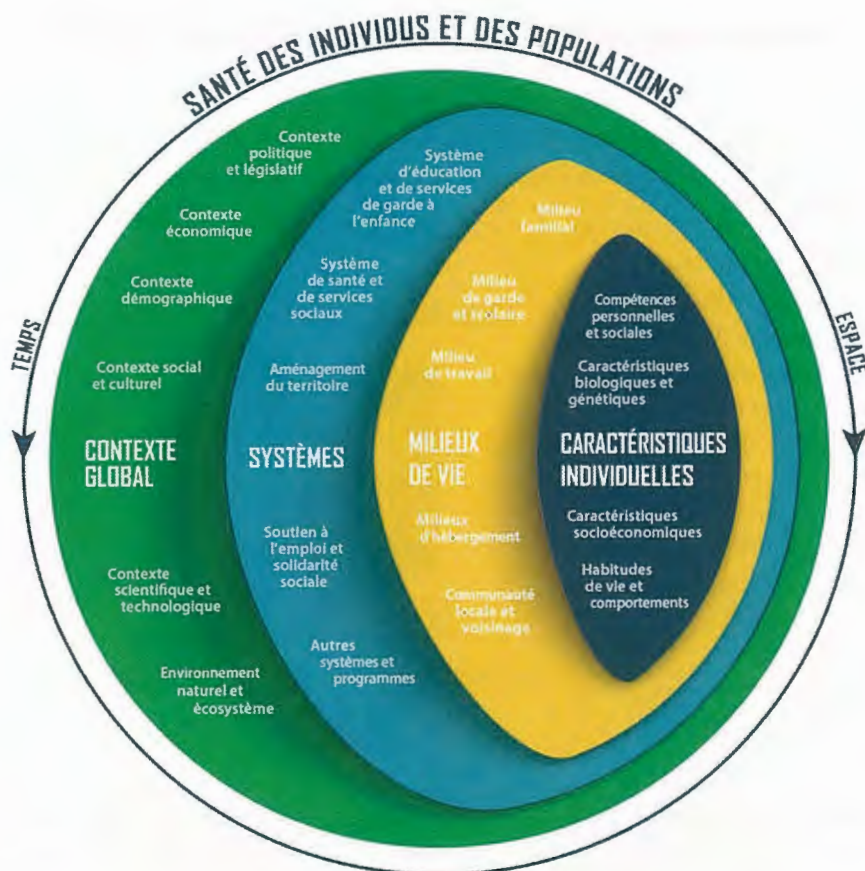 SANTÉ DES INDIVIDUS ET DES POPULATIONS
TEMPS
ESPACE
Contexte
politique
et législatif
Contexte
économique
Contexte
démographique
Contexte social
et culturel
CONTEXTE
GLOBAL
Contexte
scientifique et
technologique
Environnement
naturel et
écosystème
Système
d'éducation
et de services
de garde à
l'enfance
Système
de santé et
de services
sociaux
Aménagement
du territoire
SYSTÈMES
Soutien à
l'emploi et
solidarité
sociale
Autres
systèmes et
programmes
Milieu
familial
Milieu
de garde
et scolaire
Milieu
de travail
MILIEUX
DE VIE
Milieux
d'hébergement
Communauté
locale et
voisinage
Compétences
personnelles
et sociales
Caractéristiques
biologiques et
génétiques
CARACTÉRISTIQUES
INDIVIDUELLES
Caractéristiques
socioéconomiques
Habitudes
de vie et
comportements